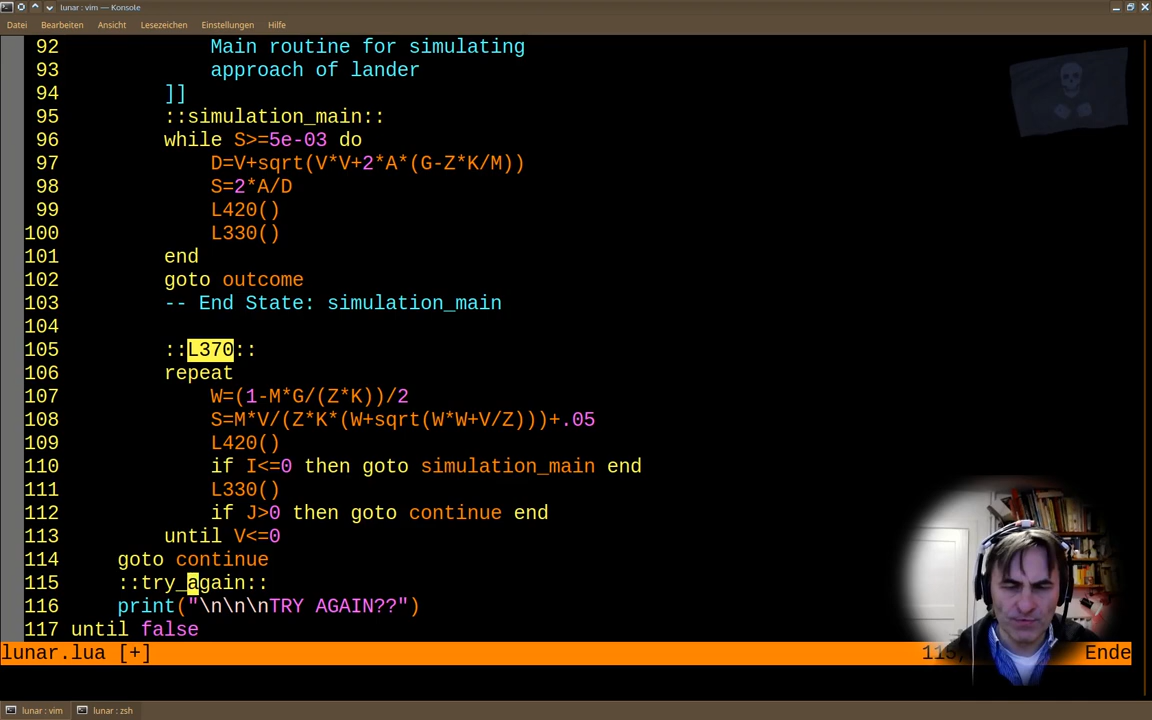 lunar : vim — Konsole
Datei Bearbeiten Ansicht Lesezeichen Einstellungen Hilfe
92 Main routine for simulating
93 approach of lander
94 ]]
95 ::simulation_main::
96 while S>=5e-03 do
97 D=V+sqrt(V*V+2*A*(G-Z*K/M))
98 S=2*A/D
99 L420()
100 L330()
101 end
102 goto outcome
103 -- End State: simulation_main
104
105 ::L370::
106 repeat
107 W=(1-M*G/(Z*K))/2
108 S=M*V/(Z*K*(W+sqrt(W*W+V/Z)))+.05
109 L420()
110 if I<=0 then goto simulation_main end
111 L330()
112 if J>0 then goto continue end
113 until V<=0
114 goto continue
115 ::try_again::
116 print("\n\n\nTRY AGAIN??")
117 until false
lunar.lua [+] 115, Ende
lunar : vim lunar : zsh